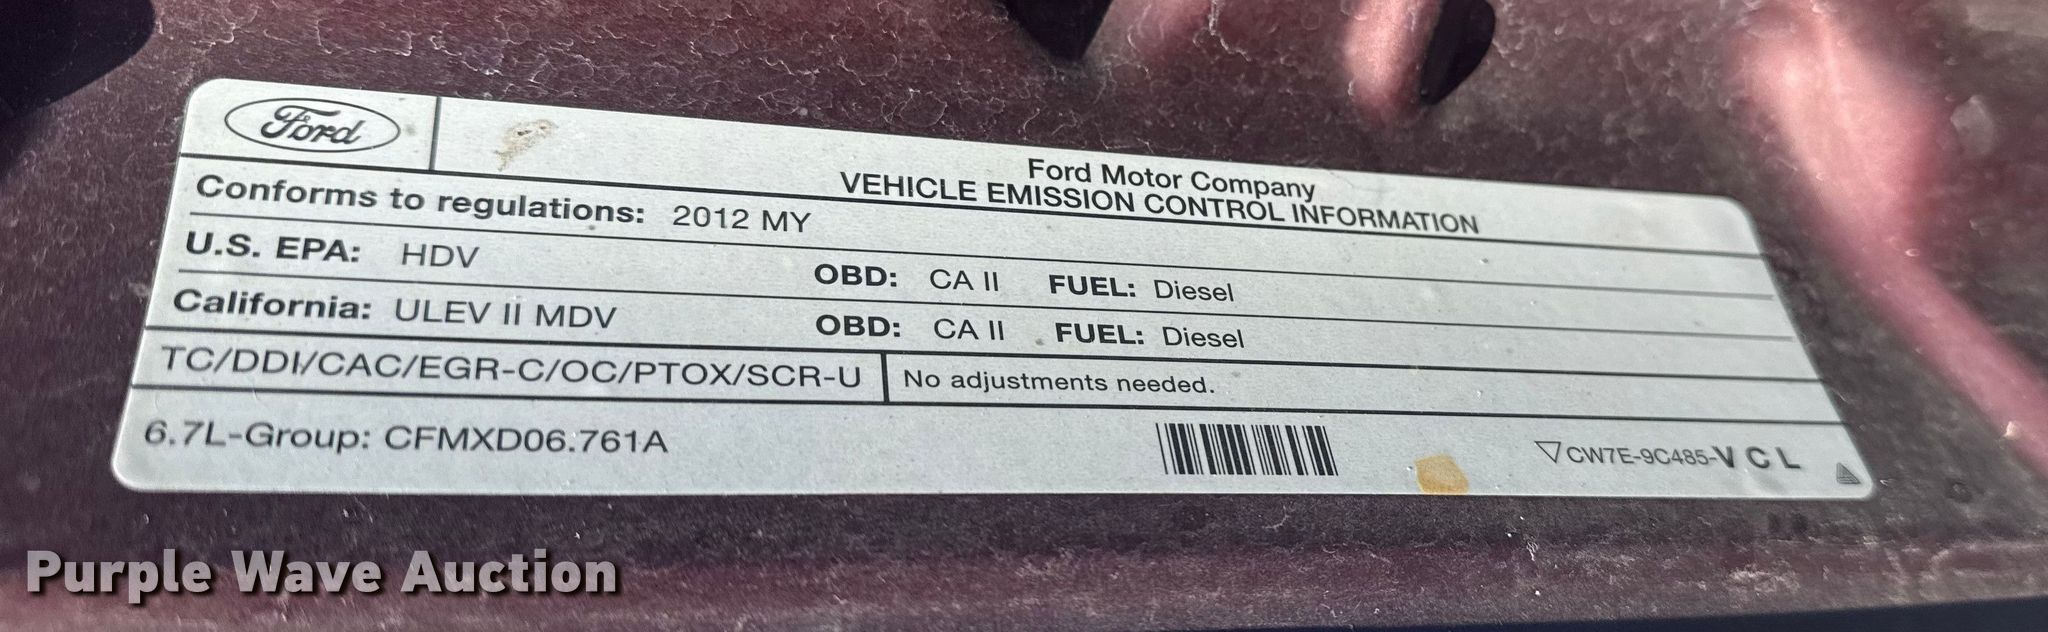 Ford
Ford Motor Company
VEHICLE EMISSION CONTROL INFORMATION
Conforms to regulations: 2012 MY
U.S. EPA: HDV OBD: CA II FUEL: Diesel
California: ULEV II MDV OBD: CA II FUEL: Diesel
TC/DDI/CAC/EGR-C/OC/PTOX/SCR-U No adjustments needed.
6.7L-Group: CFMXD06.761A
▽CW7E-9C485-VCL
Purple Wave Auction